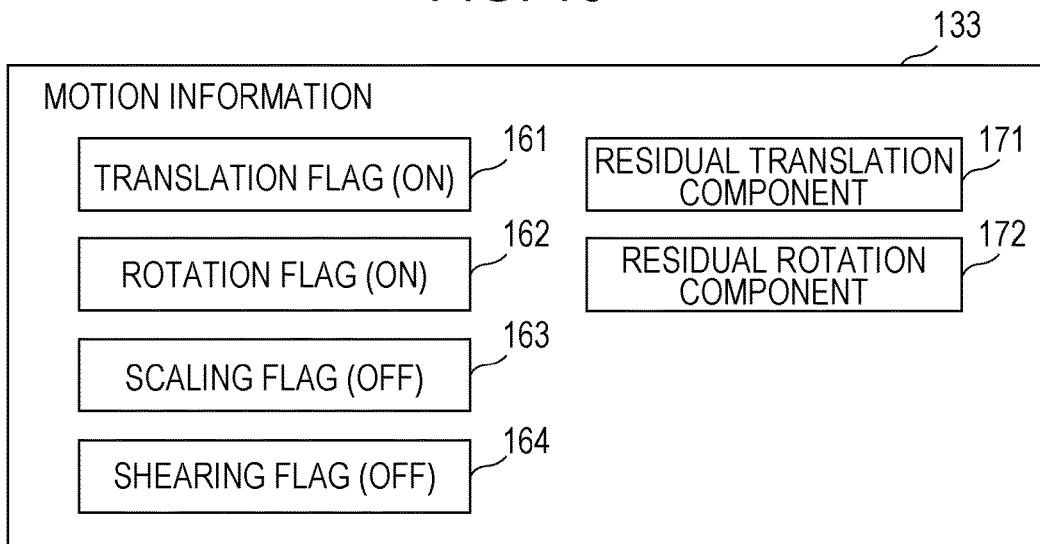 133
MOTION INFORMATION
TRANSLATION FLAG (ON)
161
RESIDUAL TRANSLATION
COMPONENT
171
ROTATION FLAG (ON)
162
RESIDUAL ROTATION
COMPONENT
172
SCALING FLAG (OFF)
163
SHEARING FLAG (OFF)
164